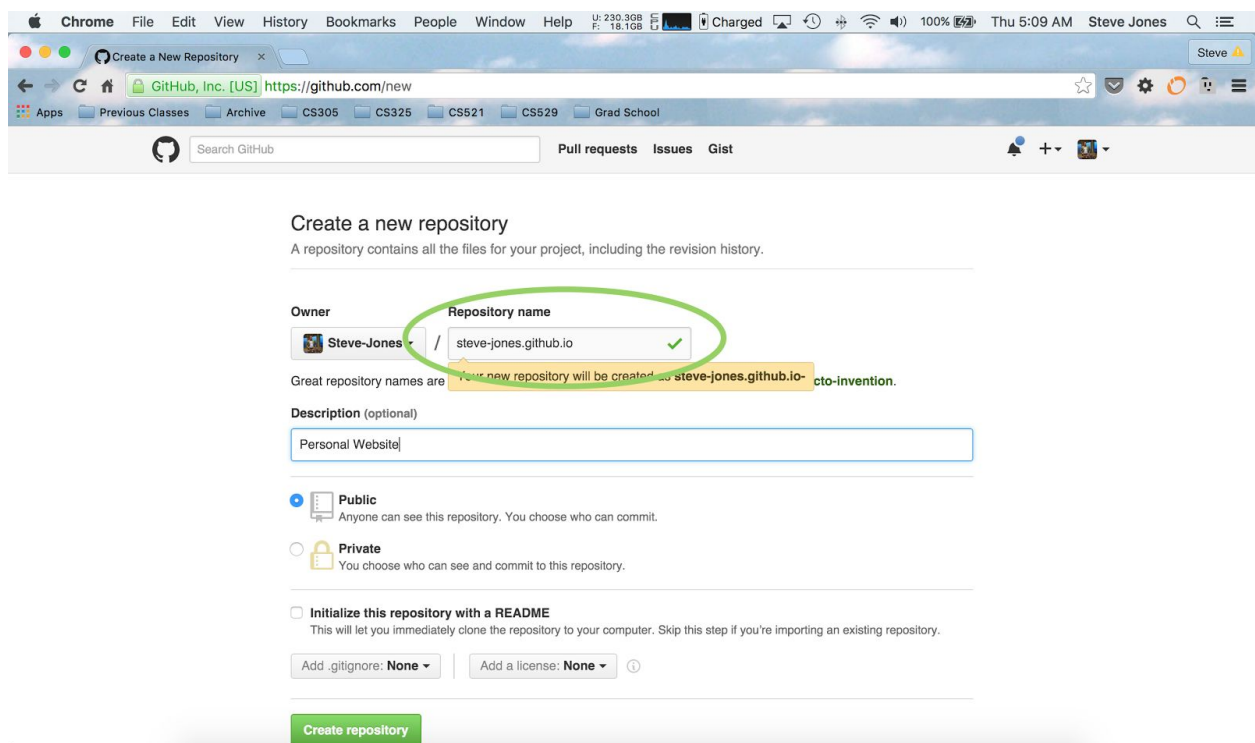 Chrome File Edit View History Bookmarks People Window Help U: 230.3GB F: 18.1GB CPU Charged 100% Thu 5:09 AM Steve Jones
Create a New Repository × Steve
GitHub, Inc. [US] https://github.com/new
Apps Previous Classes Archive CS305 CS325 CS521 CS529 Grad School
Search GitHub Pull requests Issues Gist
Create a new repository
A repository contains all the files for your project, including the revision history.
Owner Repository name
Steve-Jones / steve-jones.github.io
Your new repository will be created as steve-jones.github.io-
Great repository names are cto-invention.
Description (optional)
Personal Website
Public
Anyone can see this repository. You choose who can commit.
Private
You choose who can see and commit to this repository.
Initialize this repository with a README
This will let you immediately clone the repository to your computer. Skip this step if you're importing an existing repository.
Add .gitignore: None Add a license: None
Create repository